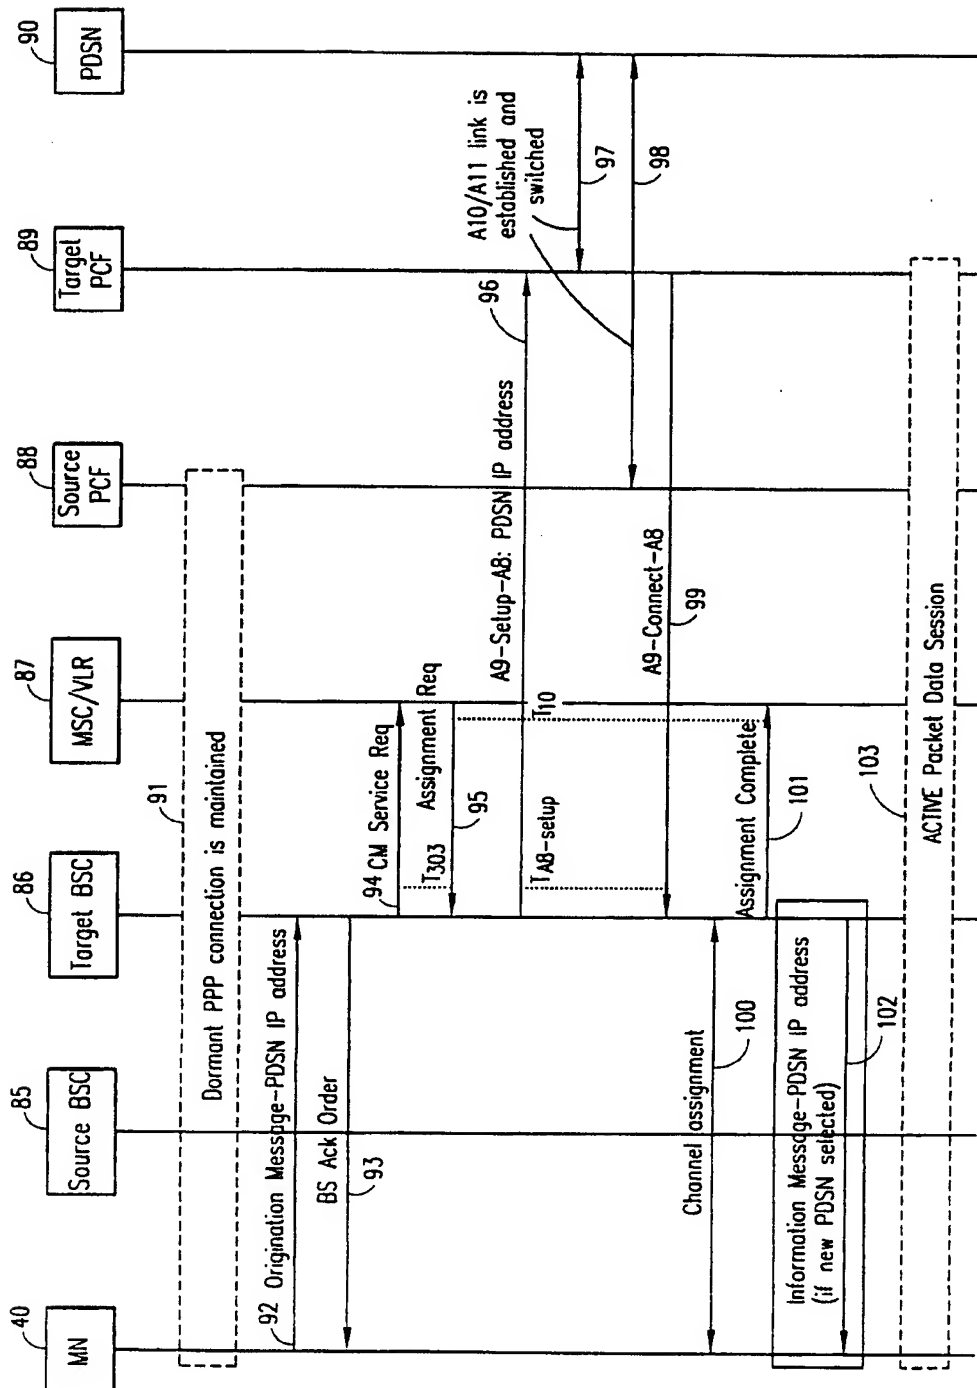 40
MN
85
Source BSC
86
Target BSC
87
MSC/VLR
88
Source
PCF
89
Target
PCF
90
PDSN
91
Dormant PPP connection is maintained
92 Origination Message-PDSN IP address
BS Ack Order
93
94 CM Service Req
T303
Assignment Req
95
A9-Setup-A8: PDSN IP address
96
A10/A11 link is
established and
switched
97
98
TA8-setup
T10
A9-Connect-A8
99
Channel assignment
100
Assignment Complete
101
Information Message-PDSN IP address
(if new PDSN selected)
102
103
ACTIVE Packet Data Session